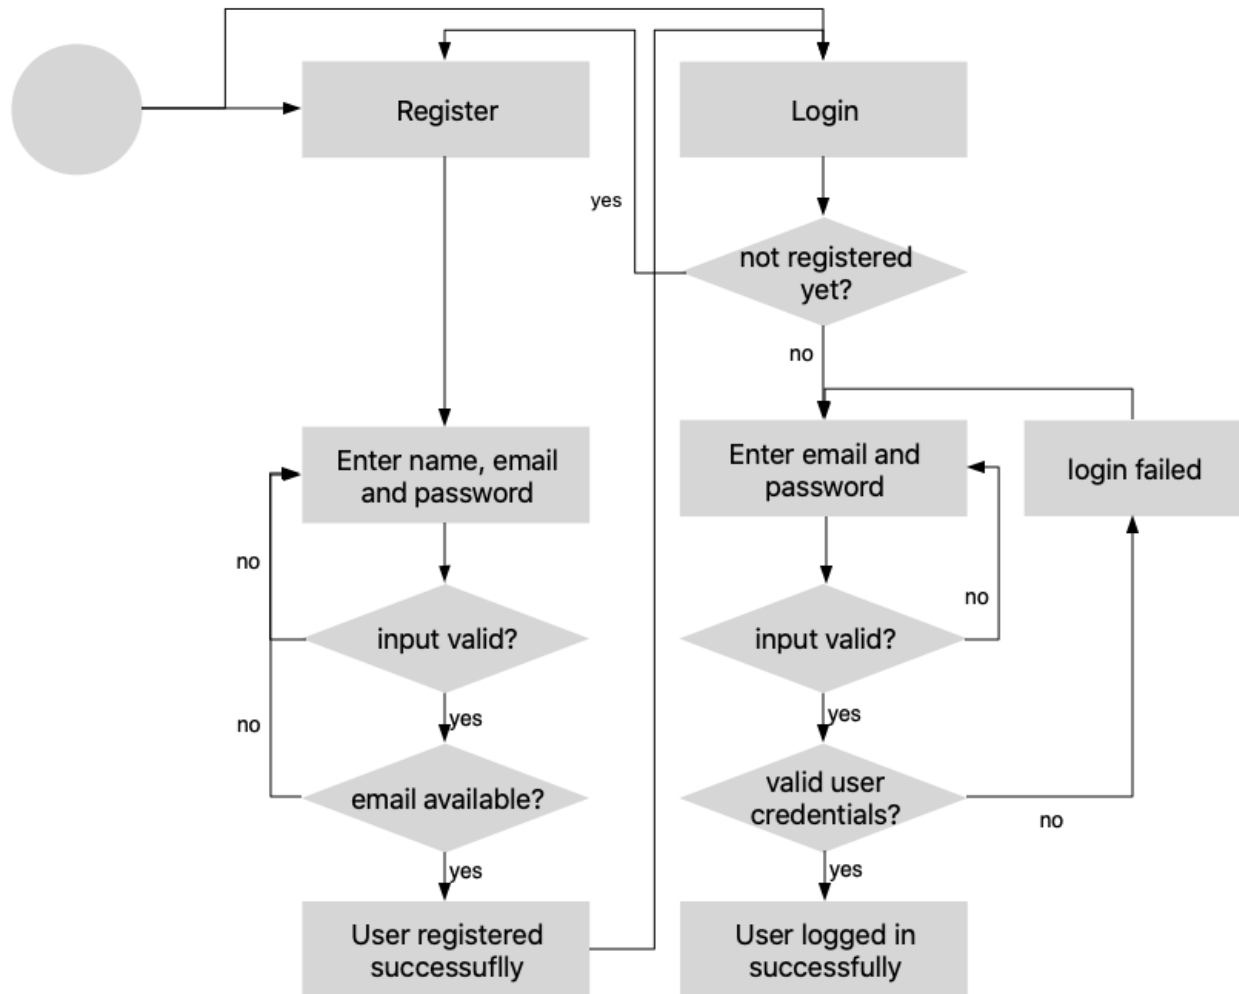 Register
Login
yes
not registered
yet?
no
Enter name, email
and password
Enter email and
password
login failed
no
no
input valid?
input valid?
yes
yes
no
email available?
valid user
credentials?
no
yes
yes
User registered
successuflly
User logged in
successfully